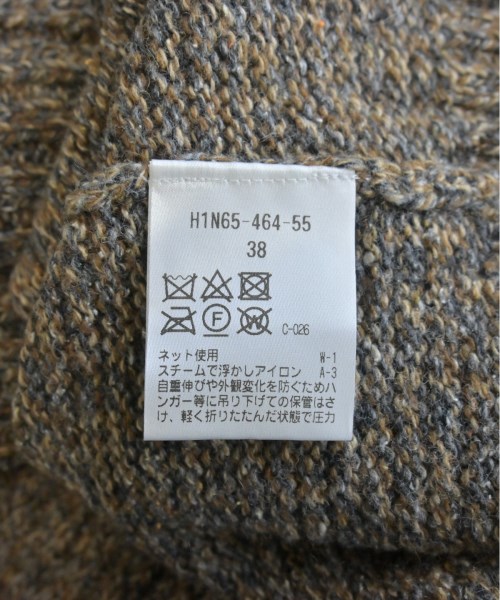 H1N65-464-55
38
F
C-026
ネット使用 W-1
スチームで浮かしアイロン A-3
自重伸びや外観変化を防ぐためハ
ンガー等に吊り下げての保管はさ
け、軽く折りたたんだ状態で圧力